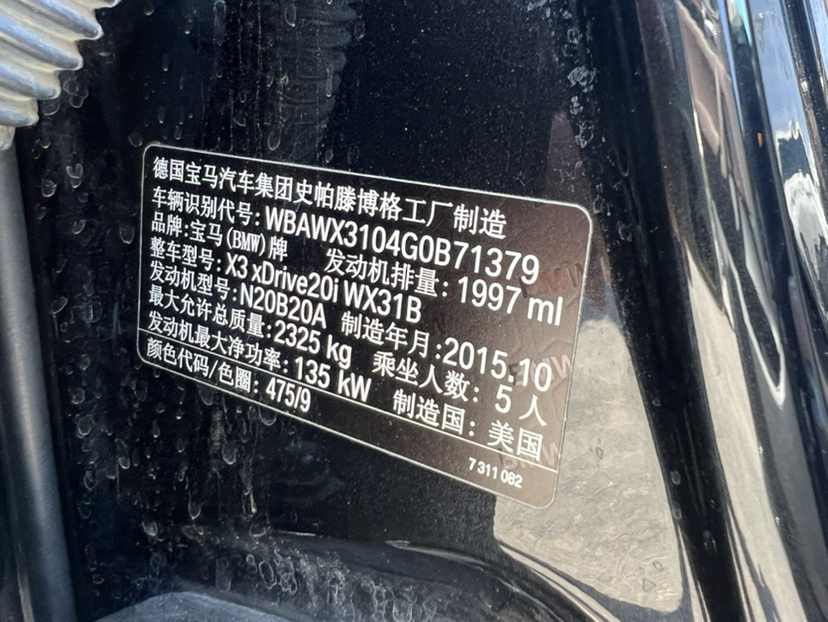 德国宝马汽车集团史帕滕博格工厂制造
车辆识别代号: WBAWX3104G0B71379
品牌:宝马(BMW)牌 发动机排量: 1997 ml
整车型号: X3 xDrive20i WX31B
发动机型号:N20B20A 制造年月:2015.10
最大允许总质量:2325 kg 乘坐人数: 5 人
发动机最大净功率: 135 kW 制造国: 美国
颜色代码/色圈: 475/9
7 311 082